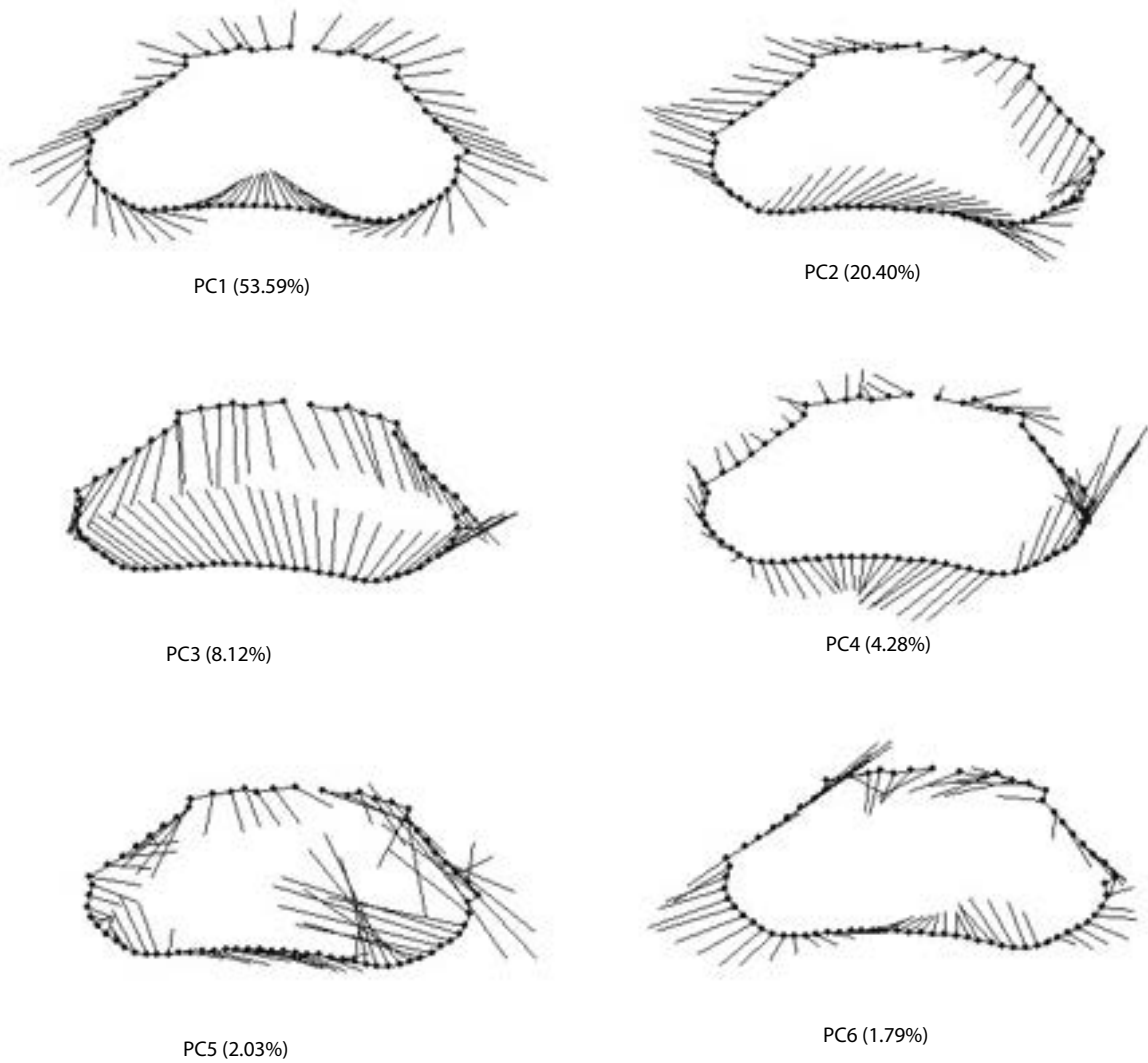 PC1 (53.59%)
PC2 (20.40%)
PC3 (8.12%)
PC4 (4.28%)
PC5 (2.03%)
PC6 (1.79%)